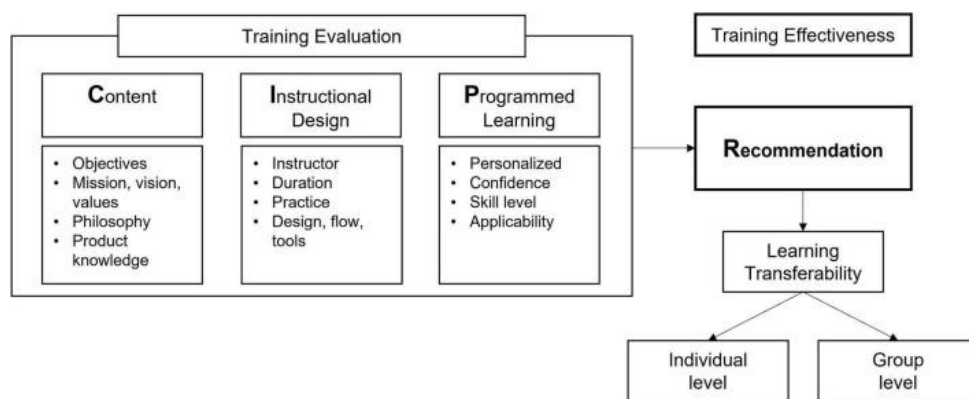 Training Evaluation
Training Effectiveness
Content
Instructional
Design
Programmed
Learning
• Objectives
• Mission, vision,
values
• Philosophy
• Product
knowledge
• Instructor
• Duration
• Practice
• Design, flow,
tools
• Personalized
• Confidence
• Skill level
• Applicability
Recommendation
Learning
Transferability
Individual
level
Group
level